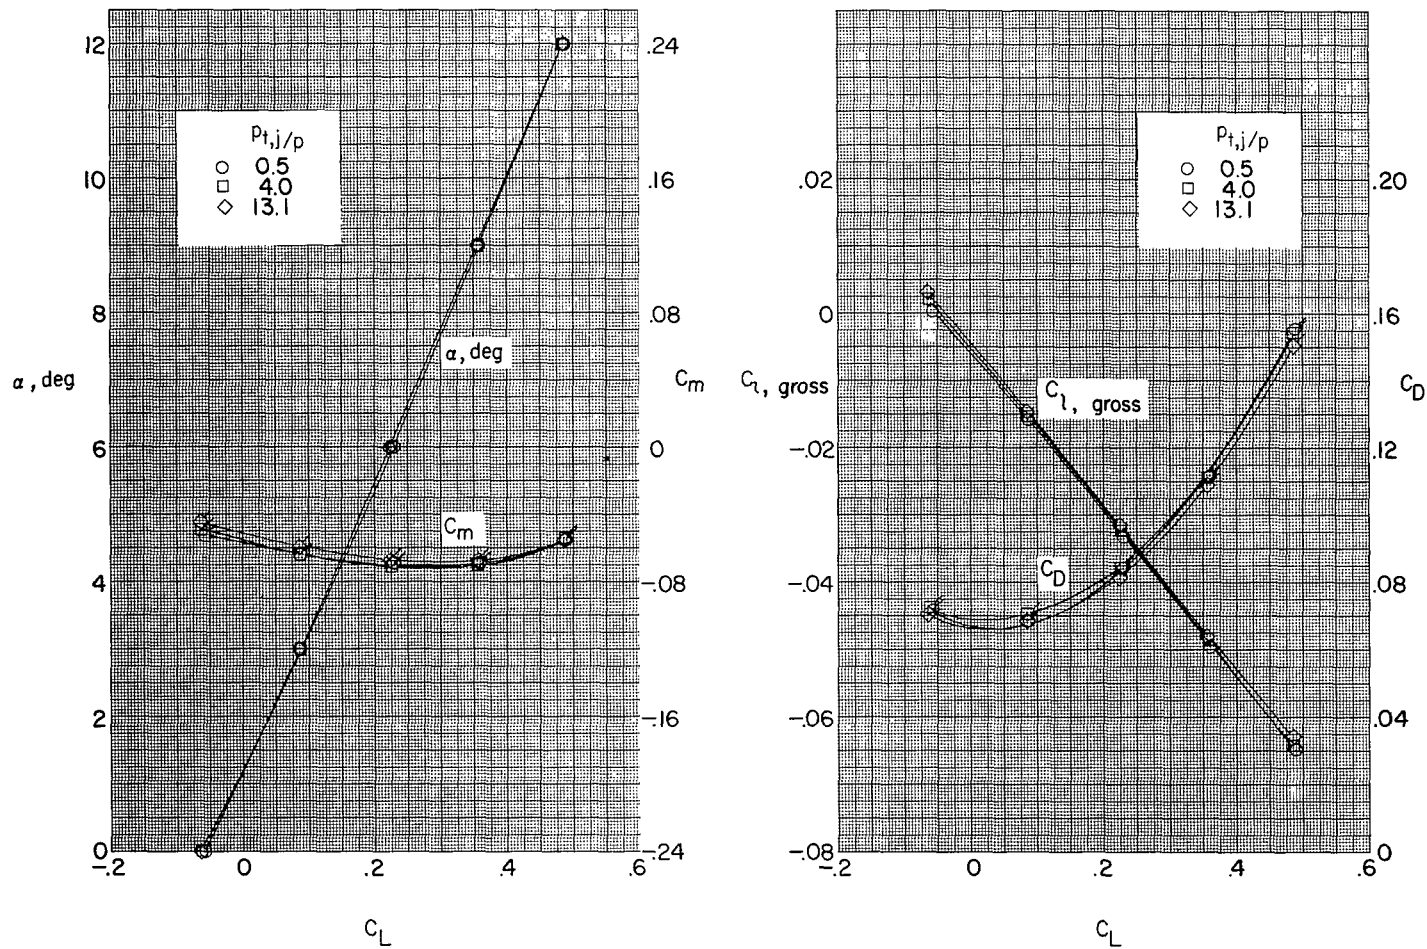 12
10
8
6
4
2
0
α, deg
.24
.16
.08
0
-.08
-.16
-.24
Cm
pt,j/p
○ 0.5
□ 4.0
◇ 13.1
α, deg
Cm
-.2 0 .2 .4 .6
CL
.02
0
-.02
-.04
-.06
-.08
Cl, gross
.20
.16
.12
.08
.04
0
CD
pt,j/p
○ 0.5
□ 4.0
◇ 13.1
Cl, gross
CD
-.2 0 .2 .4 .6
CL